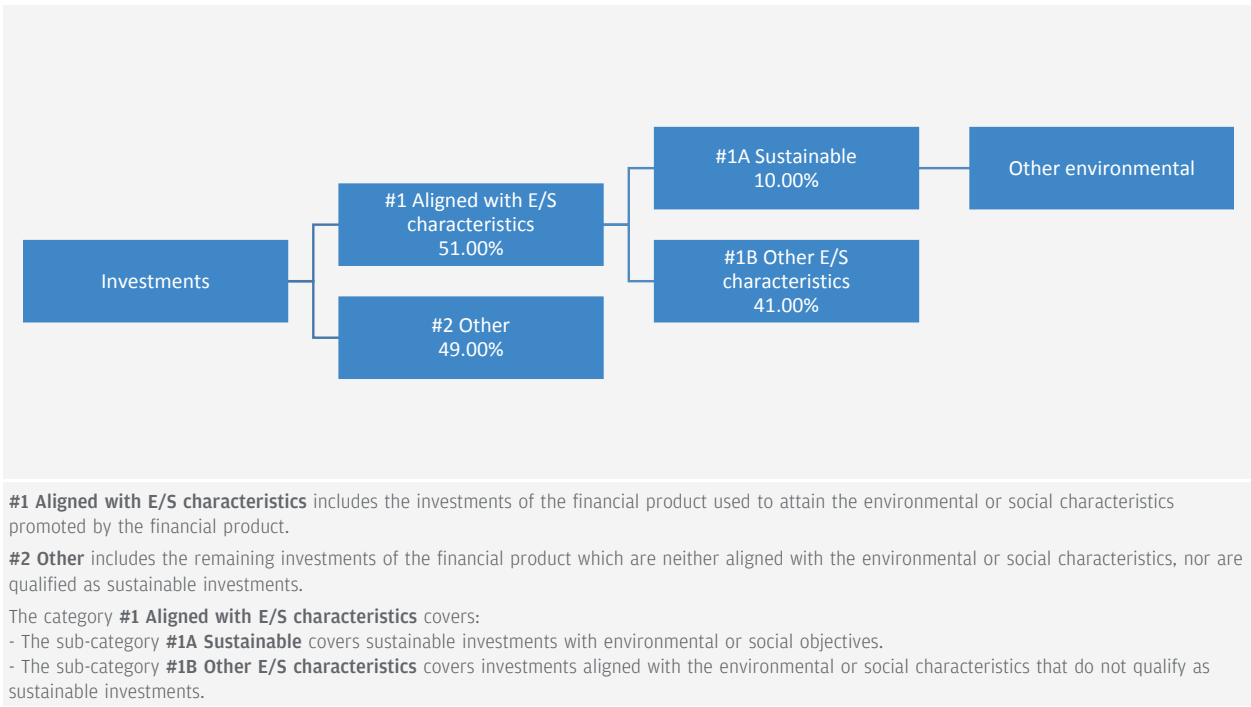 Investments
#1 Aligned with E/S
characteristics
51.00%
#2 Other
49.00%
#1A Sustainable
10.00%
#1B Other E/S
characteristics
41.00%
Other environmental
#1 Aligned with E/S characteristics includes the investments of the financial product used to attain the environmental or social characteristics
promoted by the financial product.
#2 Other includes the remaining investments of the financial product which are neither aligned with the environmental or social characteristics, nor are
qualified as sustainable investments.
The category #1 Aligned with E/S characteristics covers:
- The sub-category #1A Sustainable covers sustainable investments with environmental or social objectives.
- The sub-category #1B Other E/S characteristics covers investments aligned with the environmental or social characteristics that do not qualify as
sustainable investments.